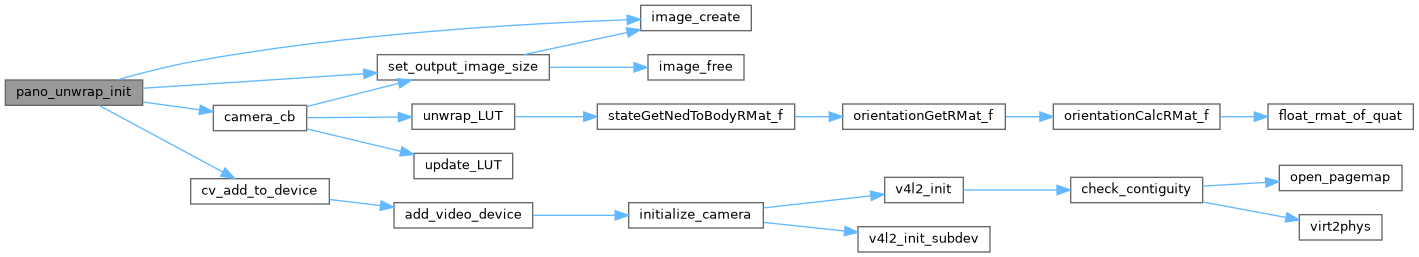 pano_unwrap_init
image_create
set_output_image_size
image_free
camera_cb
unwrap_LUT
stateGetNedToBodyRMat_f
orientationGetRMat_f
orientationCalcRMat_f
float_rmat_of_quat
update_LUT
cv_add_to_device
add_video_device
initialize_camera
v4l2_init
check_contiguity
open_pagemap
virt2phys
v4l2_init_subdev